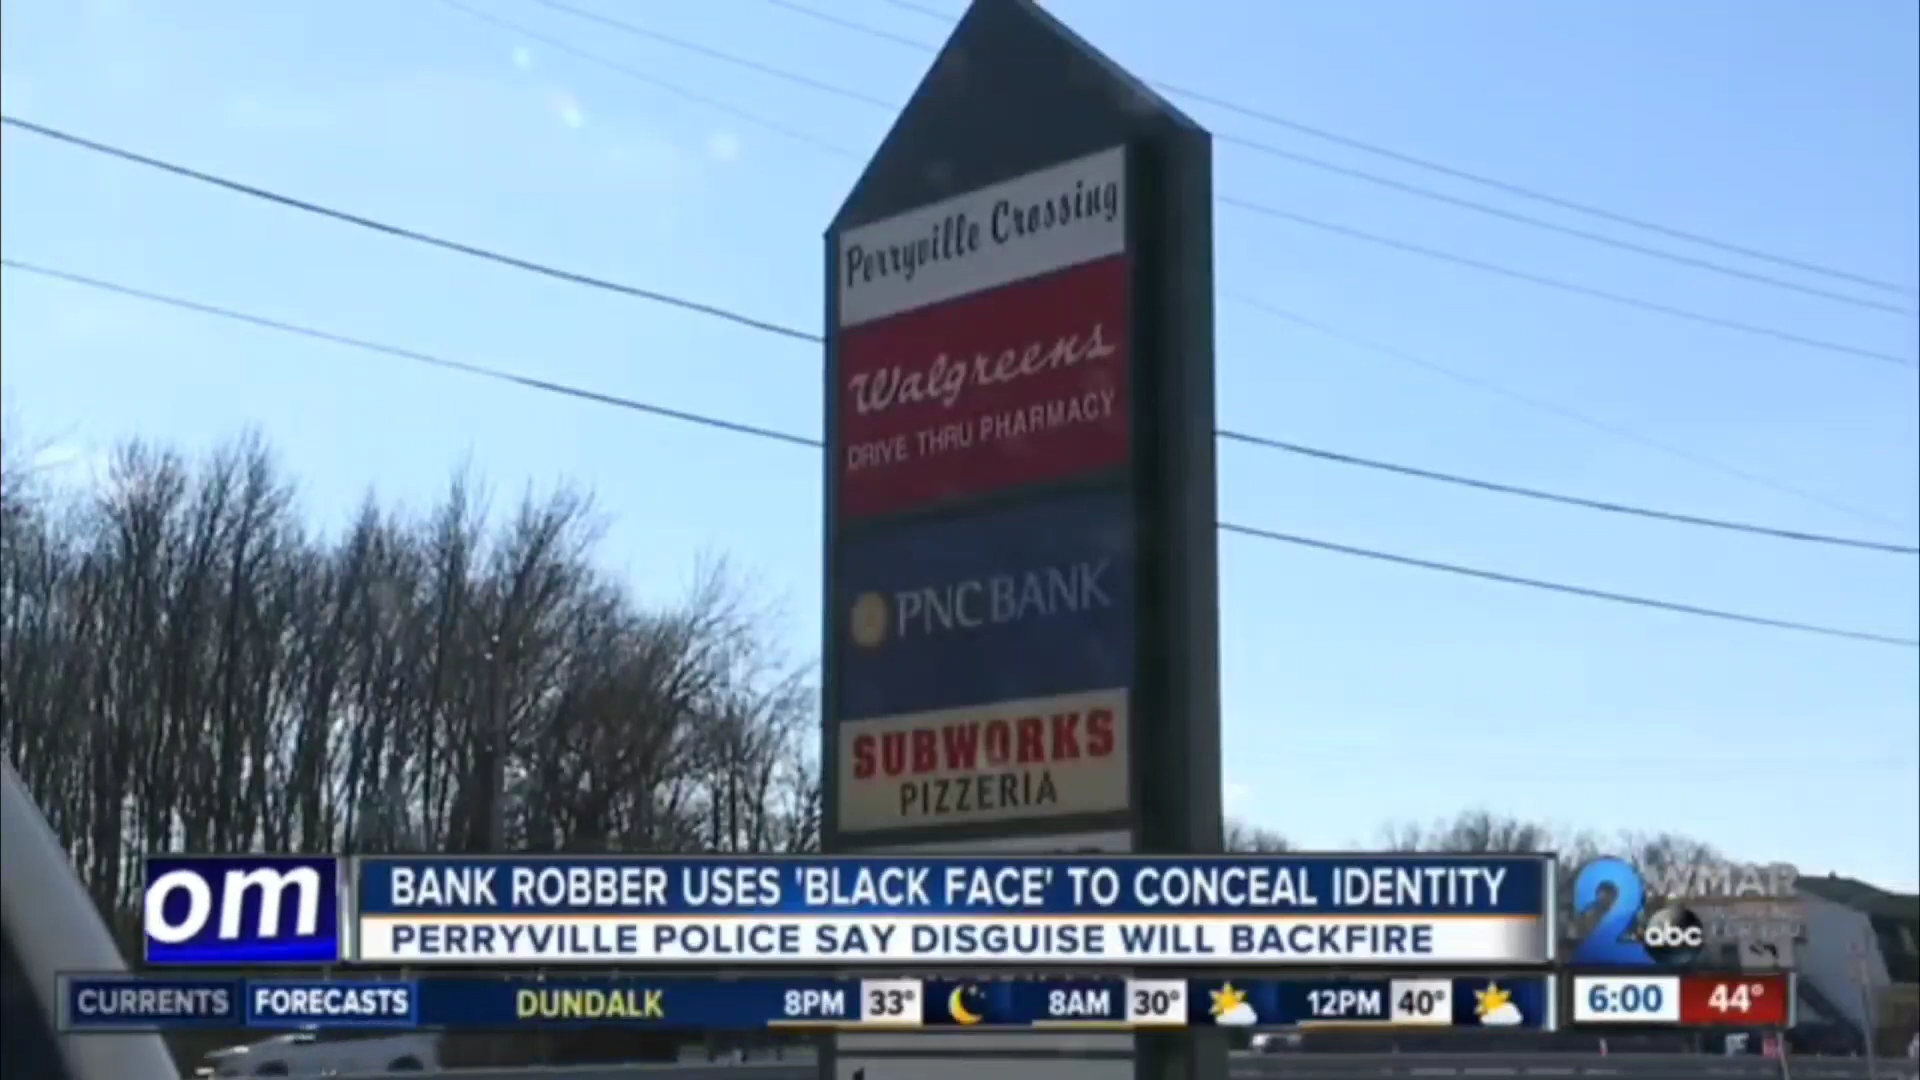 Perryville Crossing
Walgreens
DRIVE THRU PHARMACY
PNC BANK
SUBWORKS
PIZZERIA
om
BANK ROBBER USES 'BLACK FACE' TO CONCEAL IDENTITY
PERRYVILLE POLICE SAY DISGUISE WILL BACKFIRE
2 WMAR
abc
CURRENTS FORECASTS DUNDALK 8PM 33° 8AM 30° 12PM 40° 6:00 44°